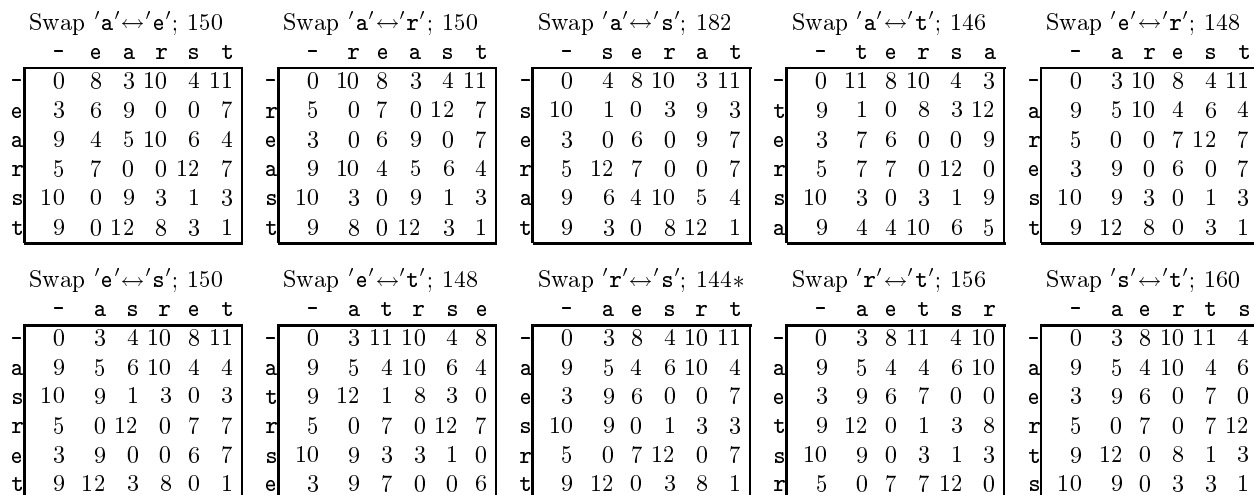 Swap 'a'↔'e'; 150 Swap 'a'↔'r'; 150 Swap 'a'↔'s'; 182 Swap 'a'↔'t'; 146 Swap 'e'↔'r'; 148
- e a r s t - r e a s t - s e r a t - t e r s a - a r e s t
- 0 8 3 10 4 11 - 0 10 8 3 4 11 - 0 4 8 10 3 11 - 0 11 8 10 4 3 - 0 3 10 8 4 11
e 3 6 9 0 0 7 r 5 0 7 0 12 7 s 10 1 0 3 9 3 t 9 1 0 8 3 12 a 9 5 10 4 6 4
a 9 4 5 10 6 4 e 3 0 6 9 0 7 e 3 0 6 0 9 7 e 3 7 6 0 0 9 r 5 0 0 7 12 7
r 5 7 0 0 12 7 a 9 10 4 5 6 4 r 5 12 7 0 0 7 r 5 7 7 0 12 0 e 3 9 0 6 0 7
s 10 0 9 3 1 3 s 10 3 0 9 1 3 a 9 6 4 10 5 4 s 10 3 0 3 1 9 s 10 9 3 0 1 3
t 9 0 12 8 3 1 t 9 8 0 12 3 1 t 9 3 0 8 12 1 a 9 4 4 10 6 5 t 9 12 8 0 3 1
Swap 'e'↔'s'; 150 Swap 'e'↔'t'; 148 Swap 'r'↔'s'; 144∗ Swap 'r'↔'t'; 156 Swap 's'↔'t'; 160
- a s r e t - a t r s e - a e s r t - a e t s r - a e r t s
- 0 3 4 10 8 11 - 0 3 11 10 4 8 - 0 3 8 4 10 11 - 0 3 8 11 4 10 - 0 3 8 10 11 4
a 9 5 6 10 4 4 a 9 5 4 10 6 4 a 9 5 4 6 10 4 a 9 5 4 4 6 10 a 9 5 4 10 4 6
s 10 9 1 3 0 3 t 9 12 1 8 3 0 e 3 9 6 0 0 7 e 3 9 6 7 0 0 e 3 9 6 0 7 0
r 5 0 12 0 7 7 r 5 0 7 0 12 7 s 10 9 0 1 3 3 t 9 12 0 1 3 8 r 5 0 7 0 7 12
e 3 9 0 0 6 7 s 10 9 3 3 1 0 r 5 0 7 12 0 7 s 10 9 0 3 1 3 t 9 12 0 8 1 3
t 9 12 3 8 0 1 e 3 9 7 0 0 6 t 9 12 0 3 8 1 r 5 0 7 7 12 0 s 10 9 0 3 3 1